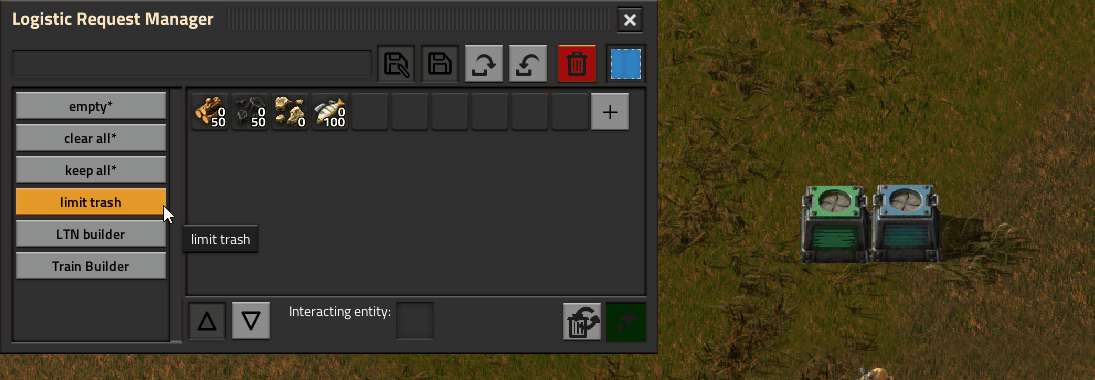 Logistic Request Manager
empty*
0 0 0
50 50 0 100
clear all*
keep all*
limit trash
LTN builder
limit trash
Train Builder
Interacting entity: